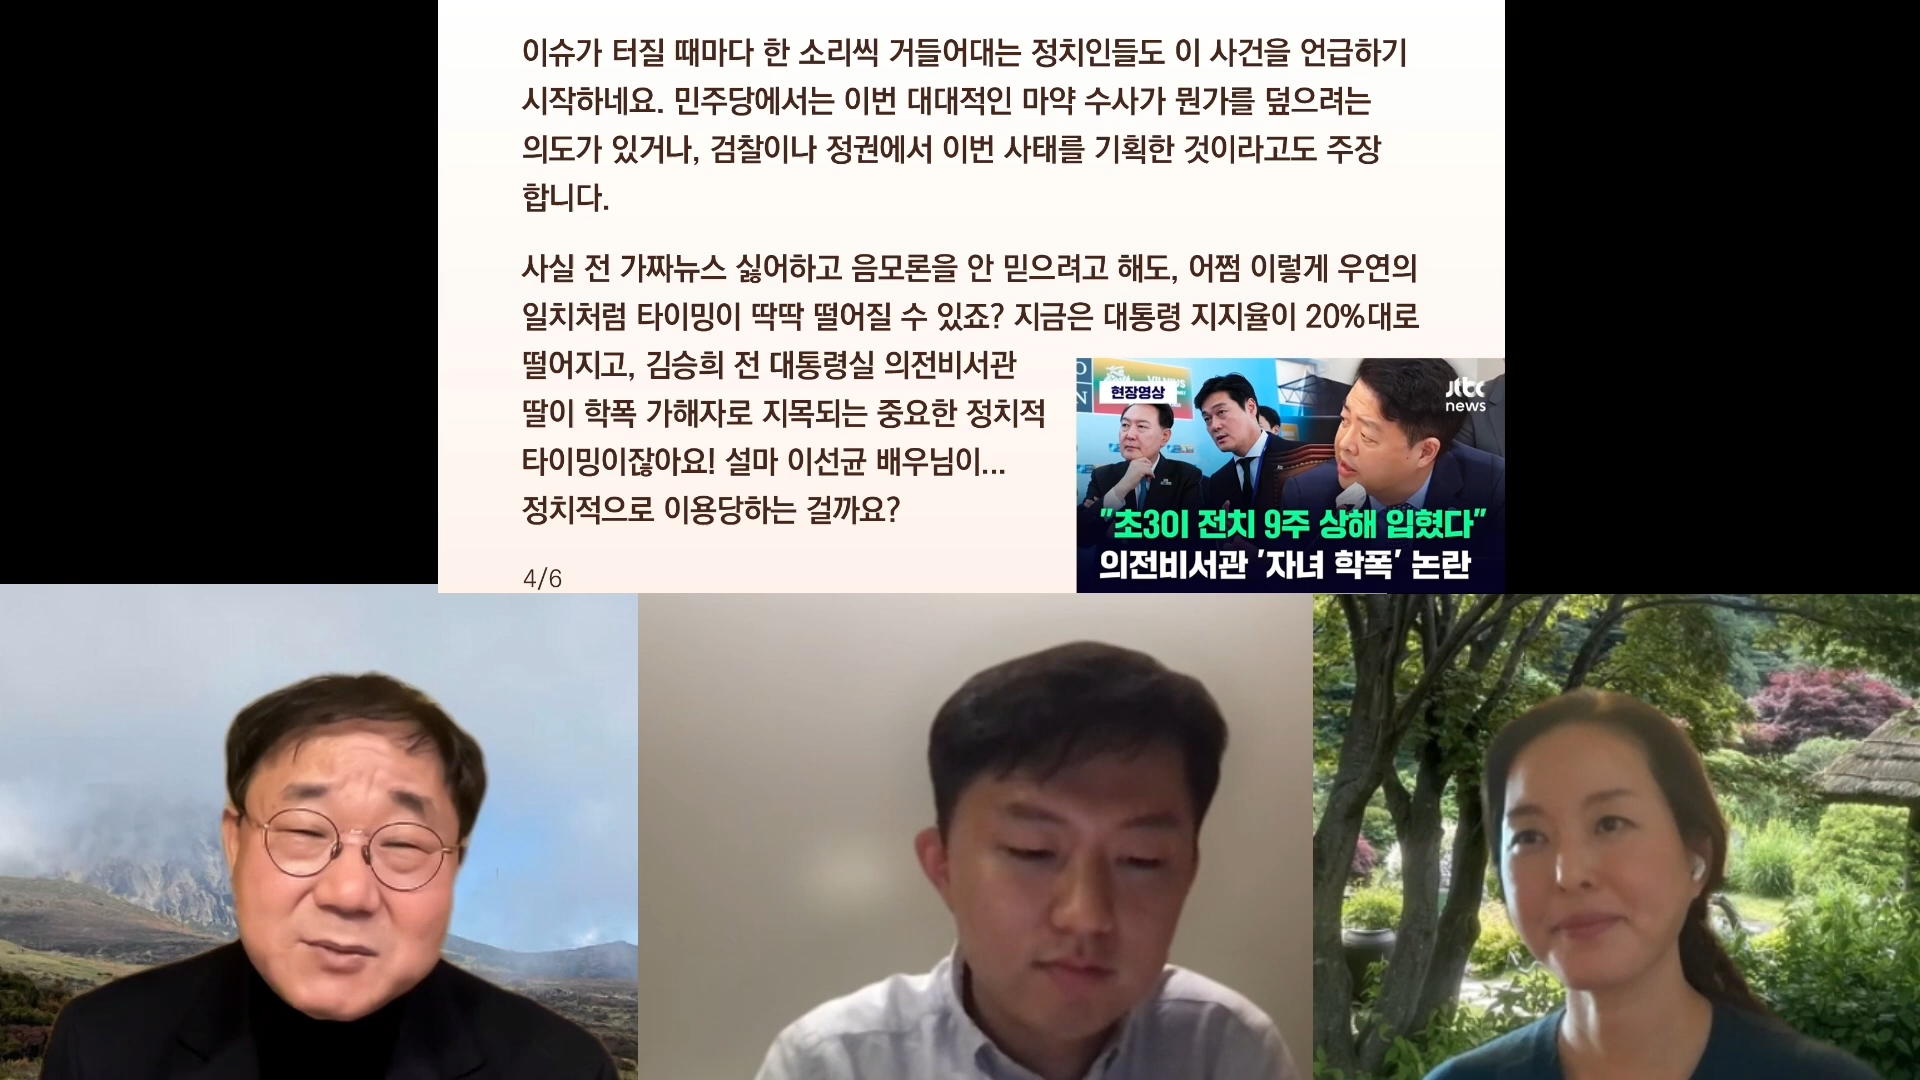 이슈가 터질 때마다 한 소리씩 거들어대는 정치인들도 이 사건을 언급하기
시작하네요. 민주당에서는 이번 대대적인 마약 수사가 뭔가를 덮으려는
의도가 있거나, 검찰이나 정권에서 이번 사태를 기획한 것이라고도 주장
합니다.
사실 전 가짜뉴스 싫어하고 음모론을 안 믿으려고 해도, 어쩜 이렇게 우연의
일치처럼 타이밍이 딱딱 떨어질 수 있죠? 지금은 대통령 지지율이 20%대로
떨어지고, 김승희 전 대통령실 의전비서관
딸이 학폭 가해자로 지목되는 중요한 정치적
타이밍이잖아요! 설마 이선균 배우님이...
정치적으로 이용당하는 걸까요?
4/6
현장영상
jtbc
news
"초3이 전치 9주 상해 입혔다"
의전비서관 '자녀 학폭' 논란